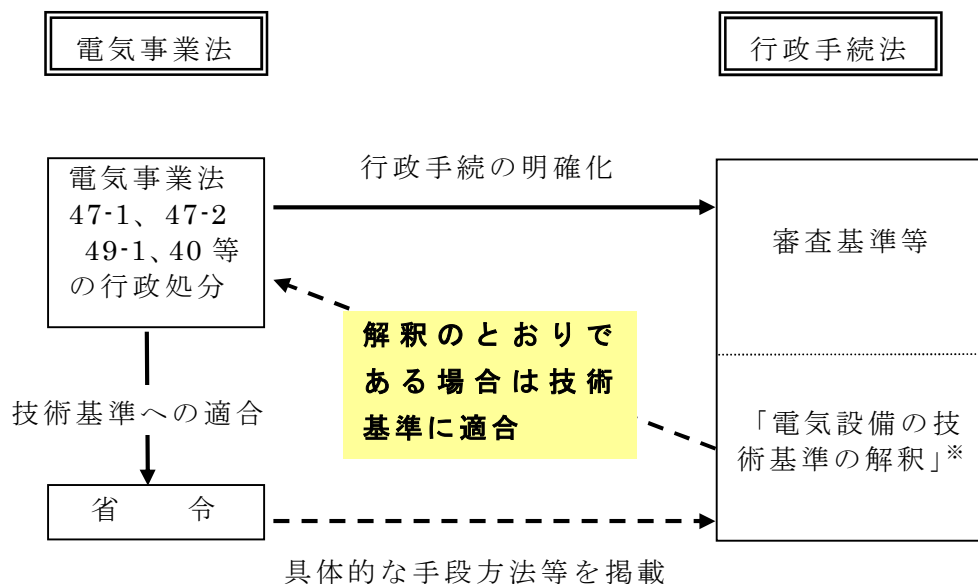 電気事業法
行政手続法
電気事業法
47-1、47-2
49-1、40 等
の行政処分
行政手続の明確化
審査基準等
解釈のとおりで
ある場合は技術
基準に適合
技術基準への適合
「電気設備の技
術基準の解釈」※
省　　令
具体的な手段方法等を掲載